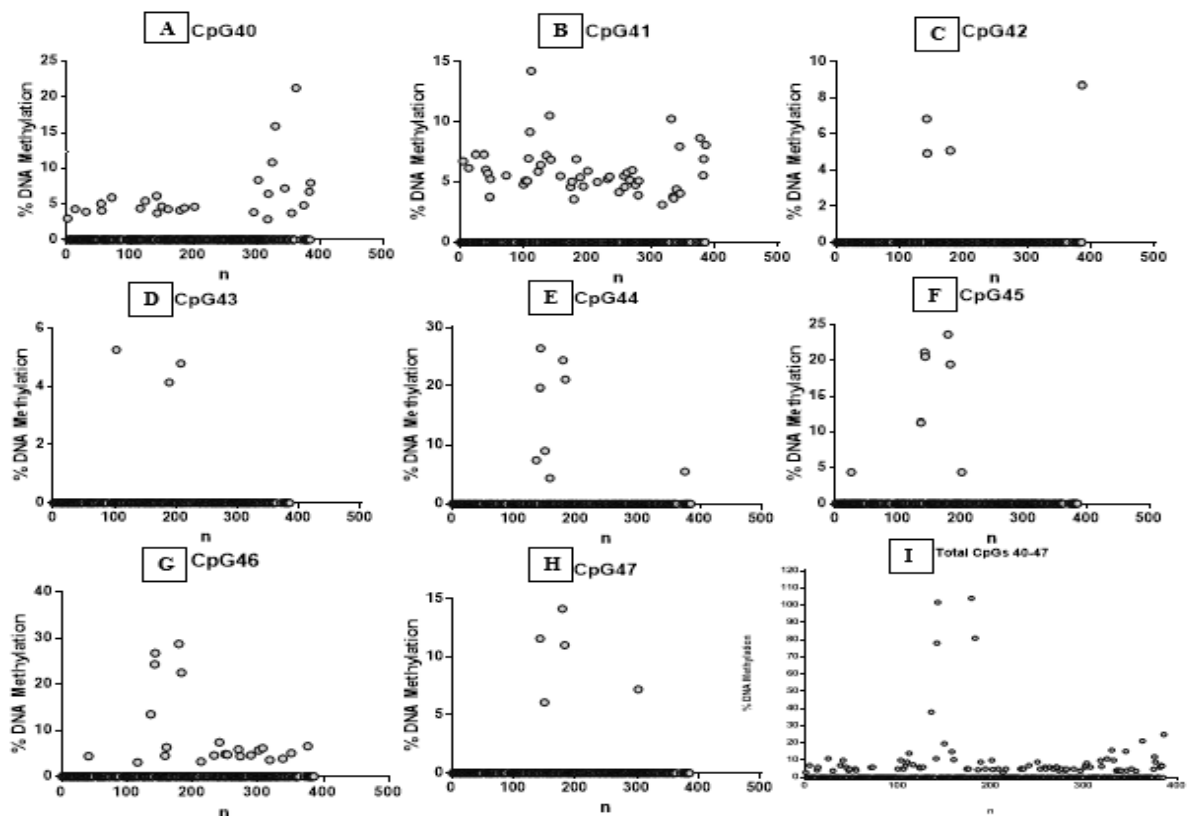 A CpG40
% DNA Methylation
25
20
15
10
5
0
0 100 200 300 400 500
n
B CpG41
% DNA Methylation
15
10
5
0
0 100 200 300 400 500
n
C CpG42
% DNA Methylation
10
8
6
4
2
0
0 100 200 300 400 500
n
D CpG43
% DNA Methylation
6
4
2
0
0 100 200 300 400 500
n
E CpG44
% DNA Methylation
30
20
10
0
0 100 200 300 400 500
n
F CpG45
% DNA Methylation
25
20
15
10
5
0
0 100 200 300 400 500
n
G CpG46
% DNA Methylation
40
30
20
10
0
0 100 200 300 400 500
n
H CpG47
% DNA Methylation
15
10
5
0
0 100 200 300 400 500
n
I Total CpGs 40-47
% DNA Methylation
120
110
100
90
80
70
60
50
40
30
20
10
0
0 100 200 300 400
n